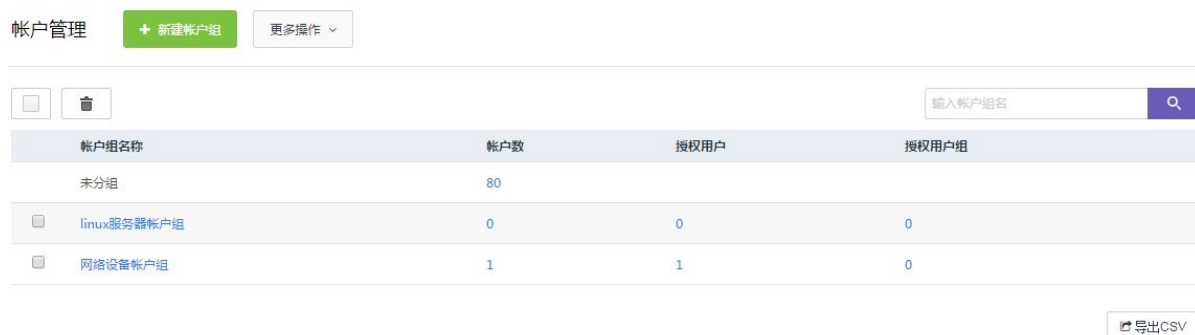 帐户管理 新建帐户组 更多操作
输入帐户组名
帐户组名称 帐户数 授权用户 授权用户组
未分组 80
linux服务器帐户组 0 0 0
网络设备帐户组 1 1 0
导出CSV